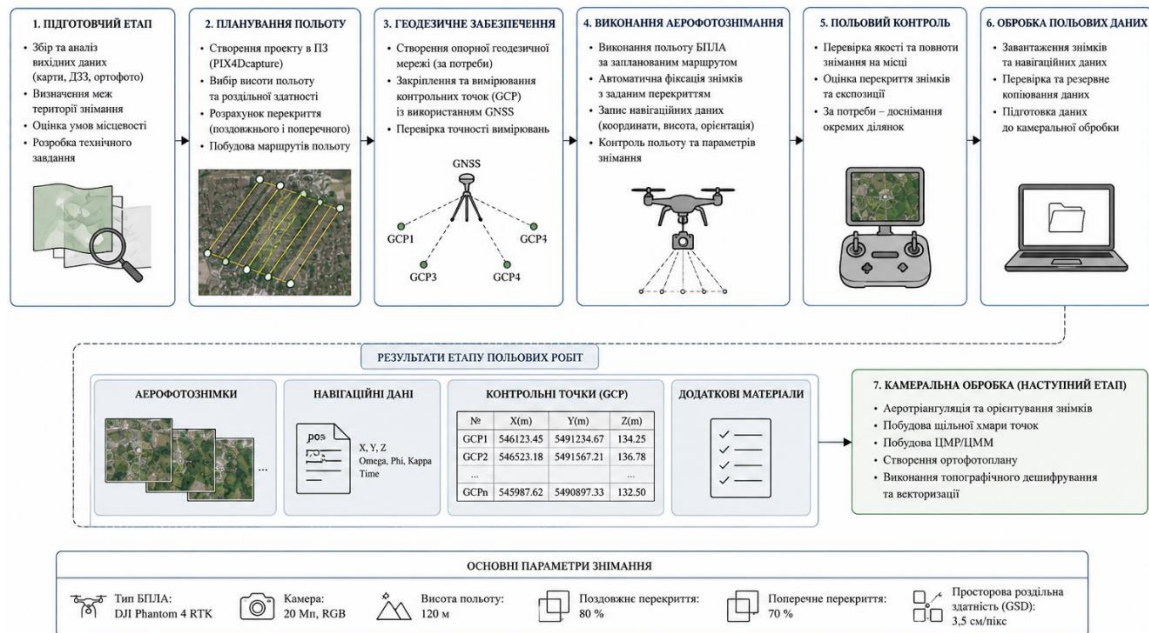 1. ПІДГОТОВЧИЙ ЕТАП
• Збір та аналіз
вихідних даних
(карти, ДЗЗ, ортофото)
• Визначення меж
території знімання
• Оцінка умов місцевості
• Розробка технічного
завдання
2. ПЛАНУВАННЯ ПОЛЬОТУ
• Створення проекту в ПЗ
(PIX4Dcapture)
• Вибір висоти польоту
та роздільної здатності
• Розрахунок перекриття
(поздовжнього і поперечного)
• Побудова маршрутів польоту
3. ГЕОДЕЗИЧНЕ ЗАБЕЗПЕЧЕННЯ
• Створення опорної геодезичної
мережі (за потреби)
• Закріплення та вимірювання
контрольних точок (GCP)
із використанням GNSS
• Перевірка точності вимірювань
GNSS
GCP1
GCP4
GCP3
GCP4
4. ВИКОНАННЯ АЕРОФОТОЗНІМАННЯ
• Виконання польоту БПЛА
за запланованим маршрутом
• Автоматична фіксація знімків
з заданим перекриттям
• Запис навігаційних даних
(координати, висота, орієнтація)
• Контроль польоту та параметрів
знімання
5. ПОЛЬОВИЙ КОНТРОЛЬ
• Перевірка якості та повноти
знімання на місці
• Оцінка перекриття знімків
та експозиції
• За потреби – доснімання
окремих ділянок
6. ОБРОБКА ПОЛЬОВИХ ДАНИХ
• Завантаження знімків
та навігаційних даних
• Перевірка та резервне
копіювання даних
• Підготовка даних
до камеральної обробки
РЕЗУЛЬТАТИ ЕТАПУ ПОЛЬОВИХ РОБІТ
АЕРОФОТОЗНІМКИ
...
НАВІГАЦІЙНІ ДАНІ
pos
X, Y, Z
Omega, Phi, Kappa
Time
КОНТРОЛЬНІ ТОЧКИ (GCP)
№ X(m) Y(m) Z(m)
GCP1 546123.45 5491234.67 134.25
GCP2 546523.18 5491567.21 136.78
... ... ... ...
GCPn 545987.62 5490897.33 132.50
ДОДАТКОВІ МАТЕРІАЛИ
7. КАМЕРАЛЬНА ОБРОБКА (НАСТУПНИЙ ЕТАП)
• Аеротріангуляція та орієнтування знімків
• Побудова щільної хмари точок
• Побудова ЦМР/ЦММ
• Створення ортофотоплану
• Виконання топографічного дешифрування
та векторизації
ОСНОВНІ ПАРАМЕТРИ ЗНІМАННЯ
Тип БПЛА:
DJI Phantom 4 RTK
Камера:
20 Мп, RGB
Висота польоту:
120 м
Поздовжнє перекриття:
80 %
Поперечне перекриття:
70 %
Просторова роздільна
здатність (GSD):
3,5 см/пікс